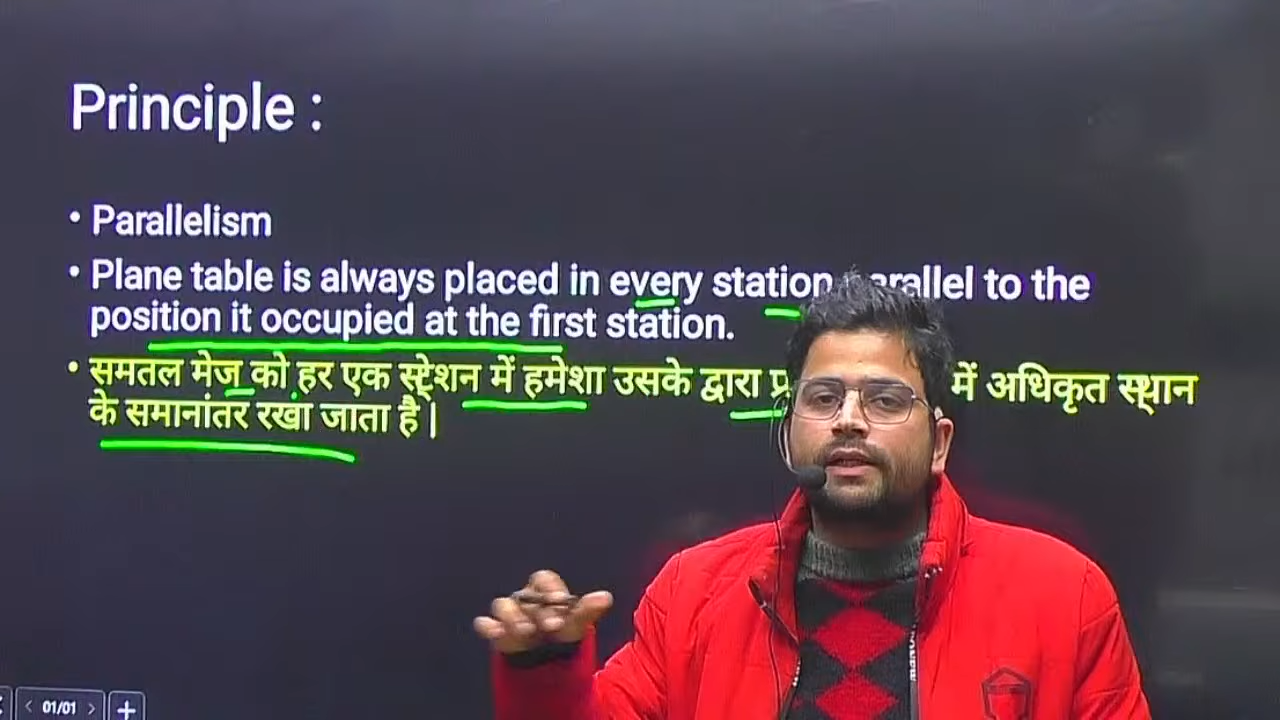 Principle :
• Parallelism
• Plane table is always placed in every station parallel to the
position it occupied at the first station.
• समतल मेज को हर एक स्टेशन में हमेशा उसके द्वारा में अधिकृत स्थान
के समानांतर रखा जाता है |
< 01/01 > +